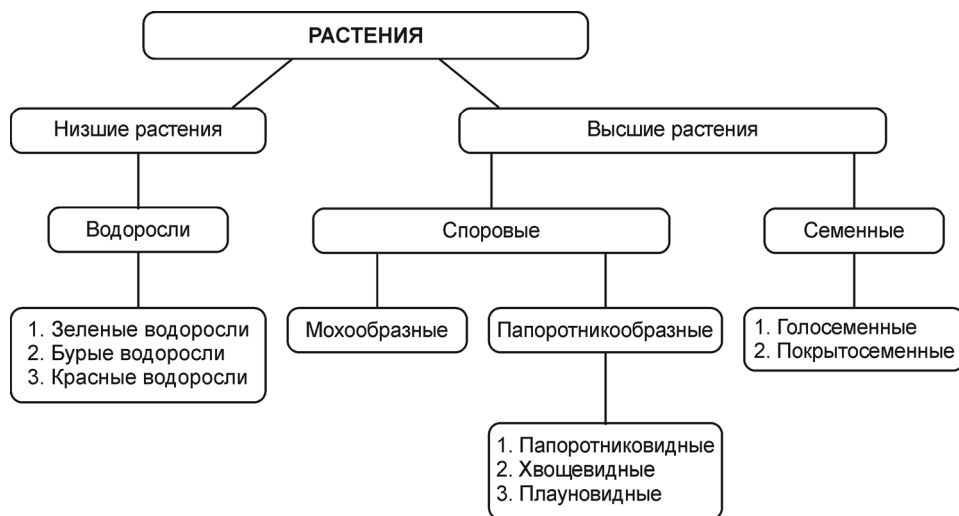 РАСТЕНИЯ
Низшие растения
Высшие растения
Водоросли
Споровые
Семенные
1. Зеленые водоросли
2. Бурые водоросли
3. Красные водоросли
Мохообразные
Папоротникообразные
1. Голосеменные
2. Покрытосеменные
1. Папоротниковидные
2. Хвощевидные
3. Плауновидные